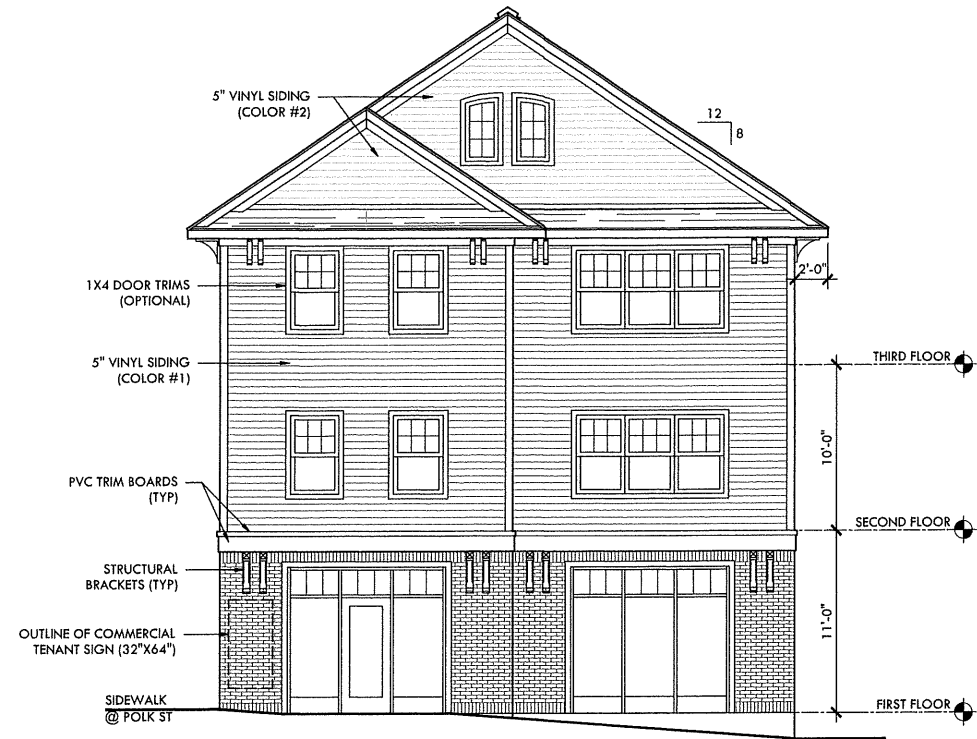 5" VINYL SIDING
(COLOR #2)
12
8
1X4 DOOR TRIMS
(OPTIONAL)
2'-0"
5" VINYL SIDING
(COLOR #1)
THIRD FLOOR
10'-0"
PVC TRIM BOARDS
(TYP)
SECOND FLOOR
STRUCTURAL
BRACKETS (TYP)
11'-0"
OUTLINE OF COMMERCIAL
TENANT SIGN (32"X64")
SIDEWALK
@ POLK ST
FIRST FLOOR